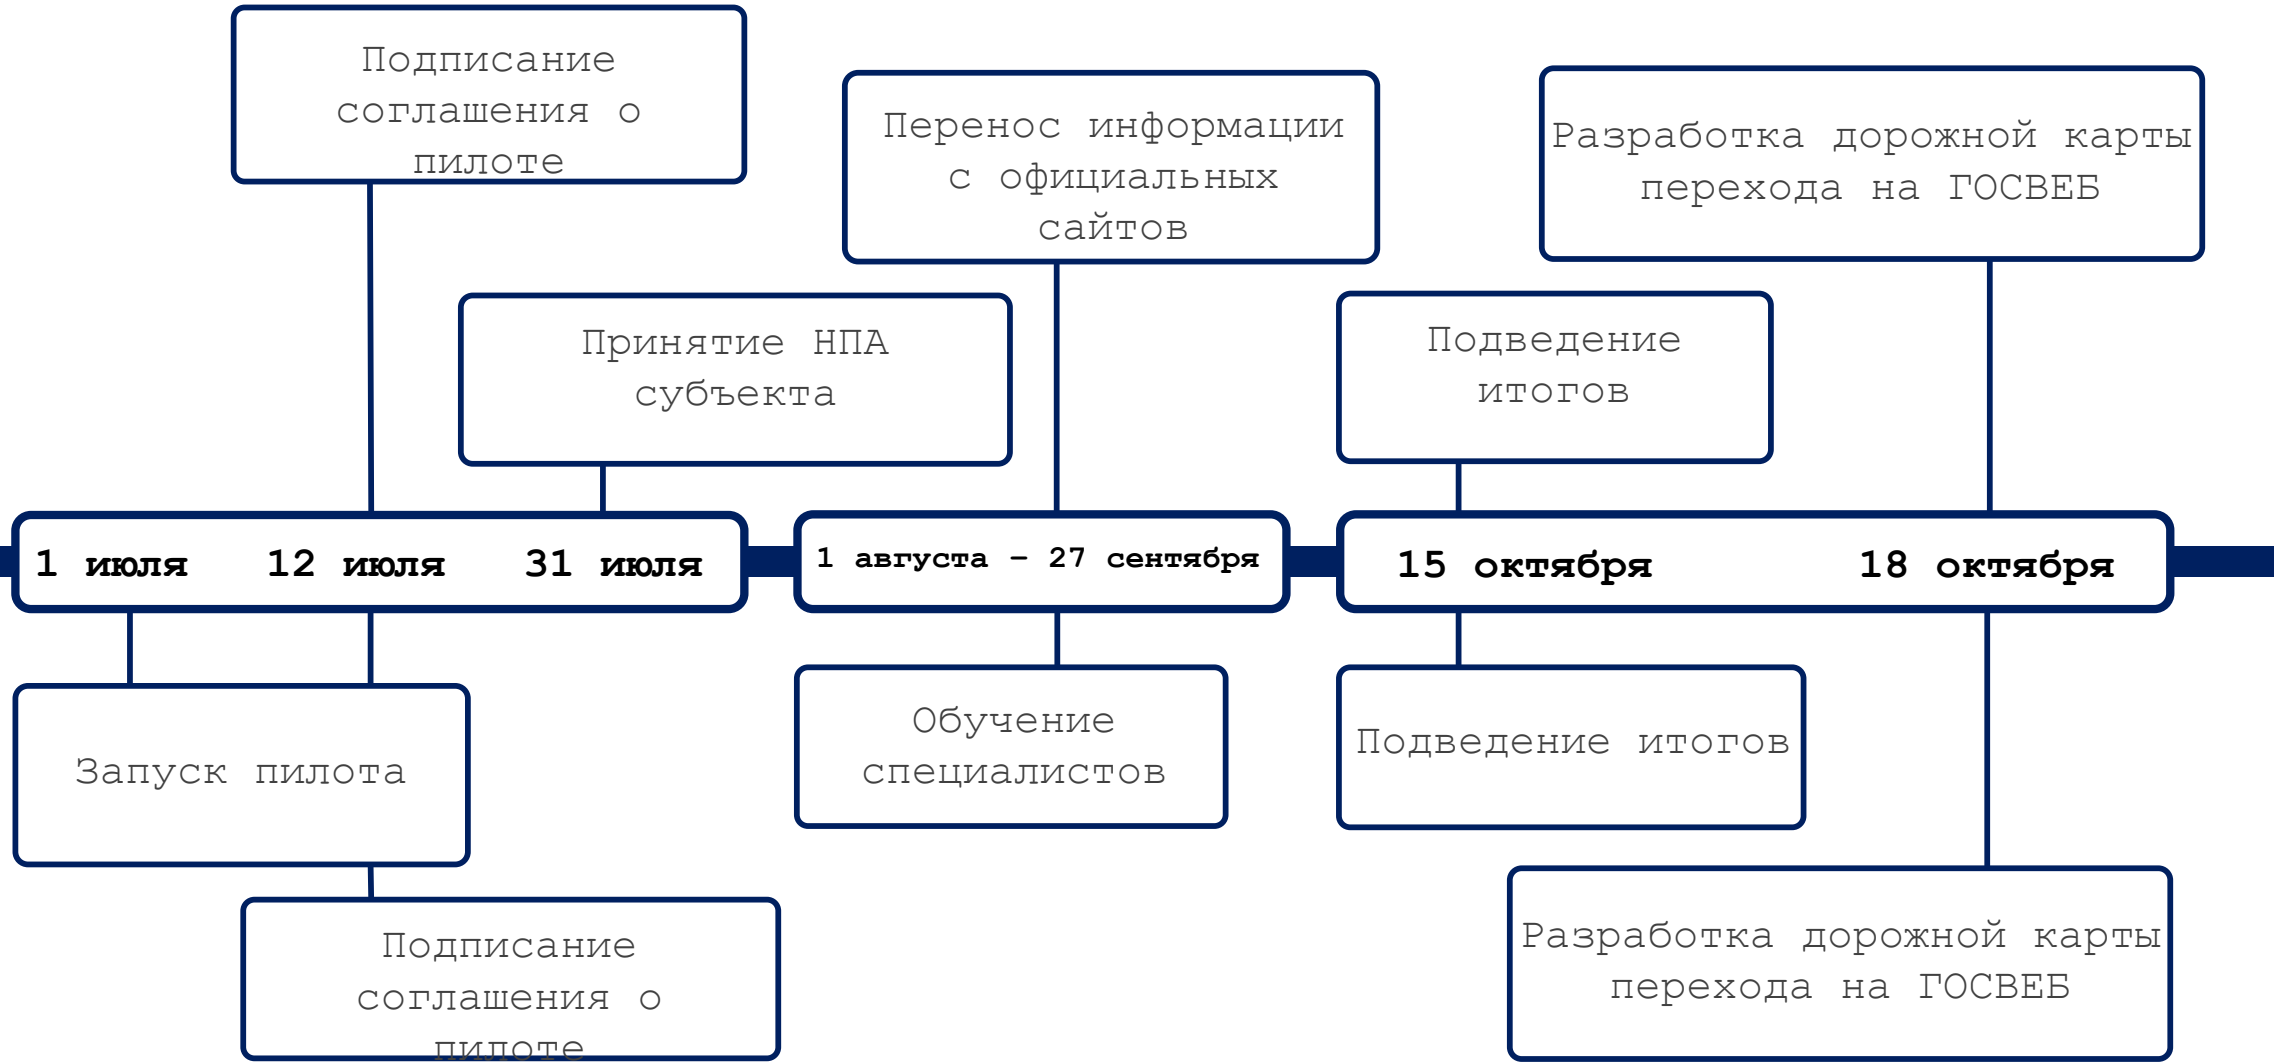 Подписание
соглашения о
пилоте
Перенос информации
с официальных
сайтов
Разработка дорожной карты
перехода на ГОСВЕБ
Принятие НПА
субъекта
Подведение
итогов
1 июля
12 июля
31 июля
1 августа – 27 сентября
15 октября
18 октября
Запуск пилота
Обучение
специалистов
Подведение итогов
Подписание
соглашения о
пилоте
Разработка дорожной карты
перехода на ГОСВЕБ